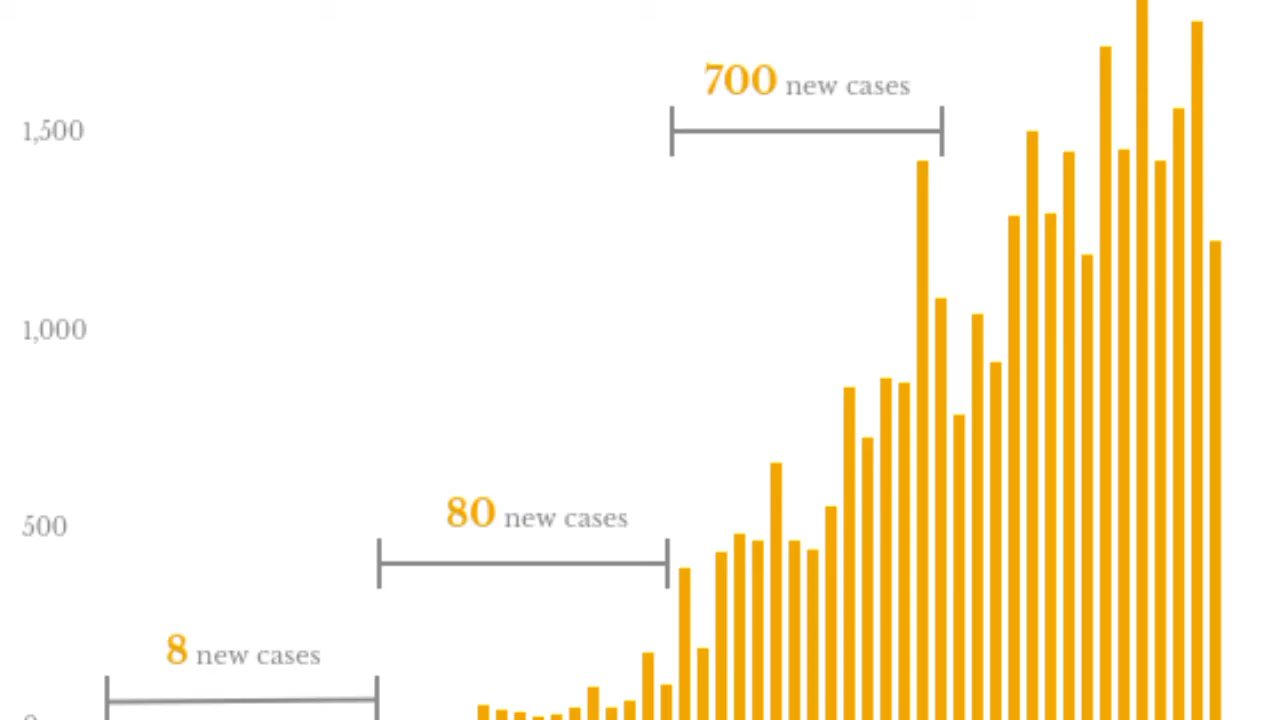 700 new cases
1,500
1,000
80 new cases
500
8 new cases